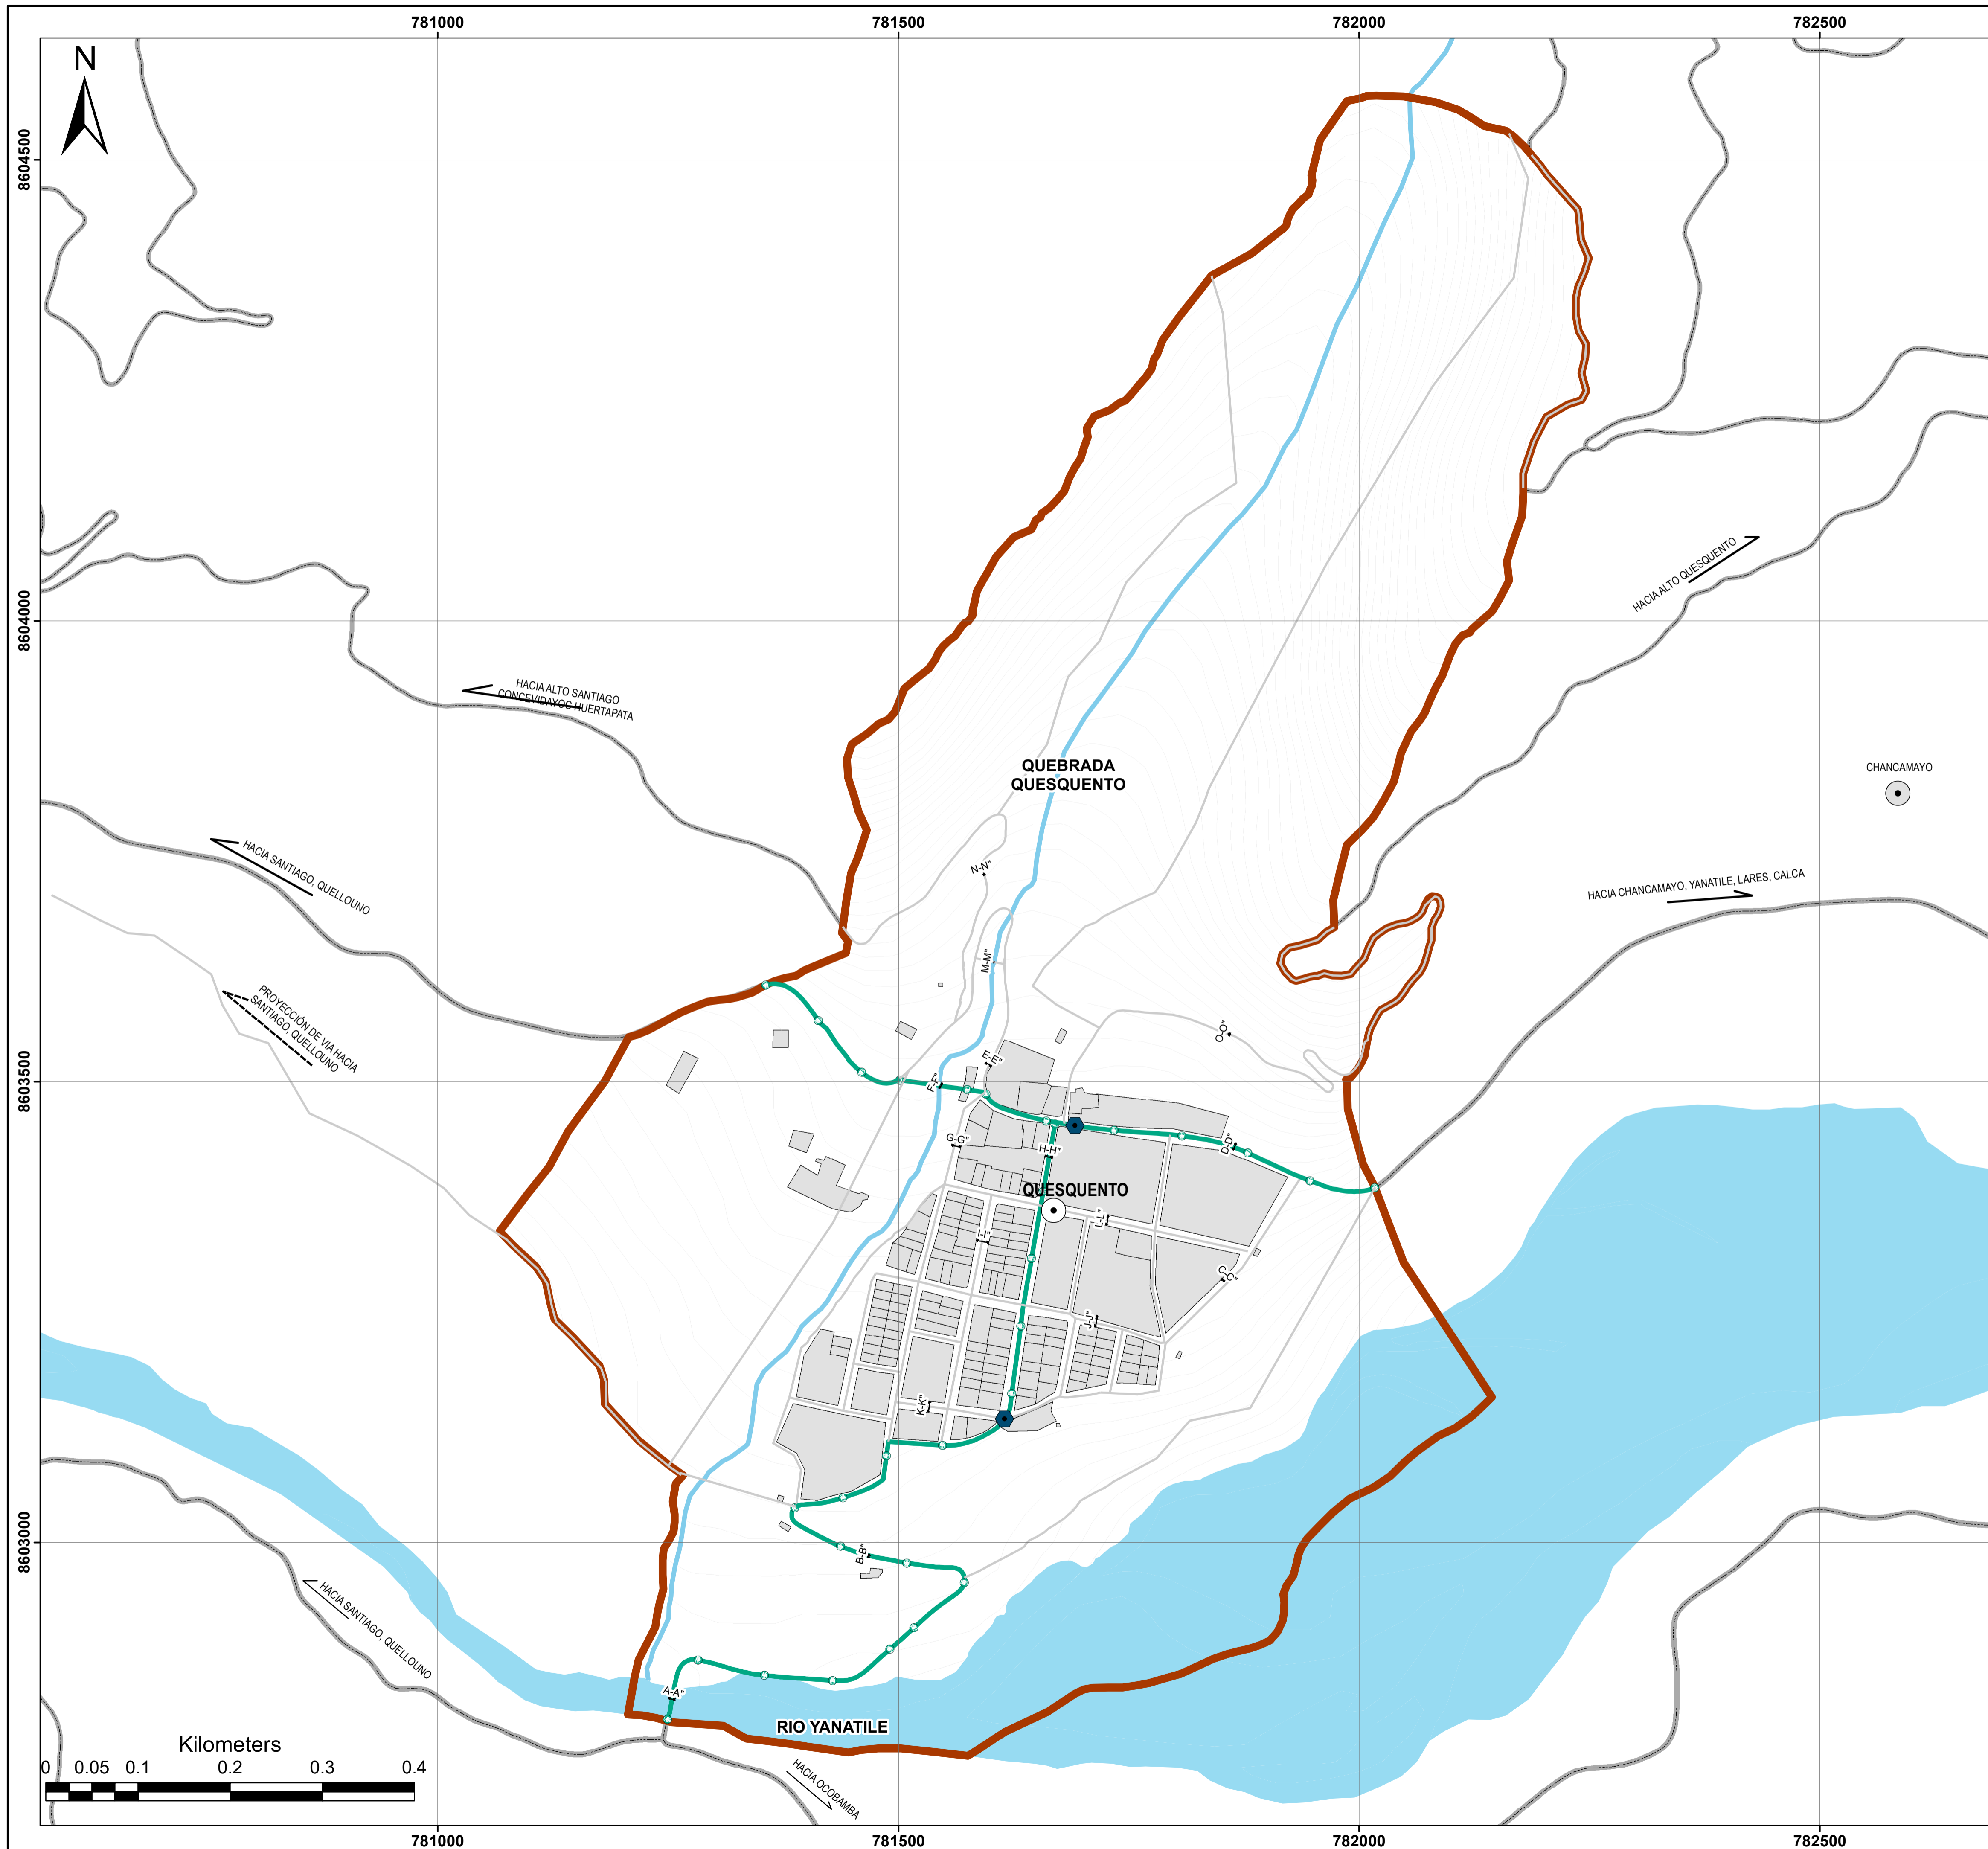 781000
781500
782000
782500
N
8604500
8604000
8603500
8603000
HACIA ALTO QUESQUENTO
HACIA ALTO SANTIAGO
CONCEVIDAYOC HUERTAPATA
QUEBRADA
QUESQUENTO
CHANCAMAYO
HACIA SANTIAGO, QUELLOUNO
N-N"
HACIA CHANCAMAYO, YANATILE, LARES, CALCA
M-M"
PROYECCIÓN DE VIA HACIA
SANTIAGO, QUELLOUNO
O-O"
E-E"
F-F"
G-G"
H-H"
D-D"
QUESQUENTO
L-L"
I-I"
C-C"
J-J"
K-K"
B-B"
HACIA SANTIAGO, QUELLOUNO
A-A"
RIO YANATILE
HACIA OCOBAMBA
Kilometers
0 0.05 0.1 0.2 0.3 0.4
781000
781500
782000
782500